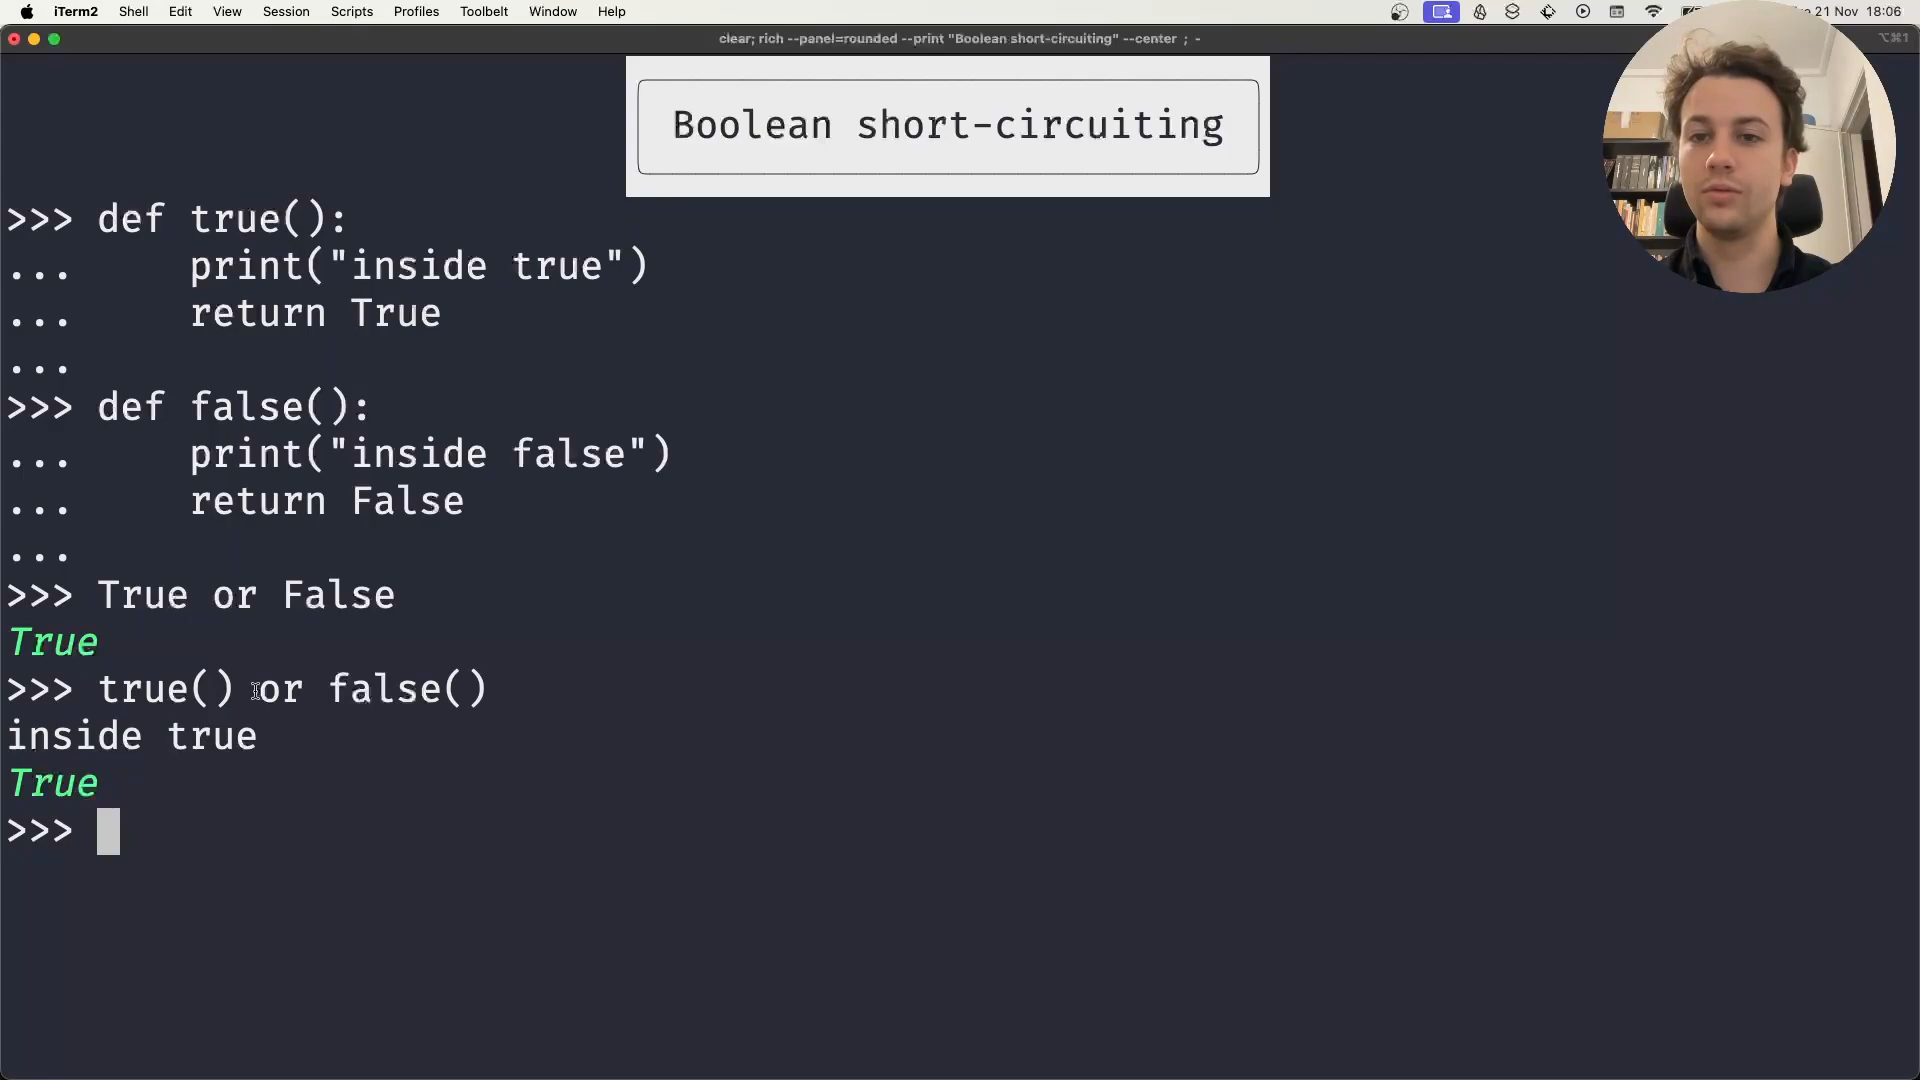 iTerm2 Shell Edit View Session Scripts Profiles Toolbelt Window Help 21 Nov 18:06
clear; rich --panel=rounded --print "Boolean short-circuiting" --center ; - ⌥⌘1
Boolean short-circuiting
>>> def true():
... print("inside true")
... return True
...
>>> def false():
... print("inside false")
... return False
...
>>> True or False
True
>>> true() or false()
inside true
True
>>>